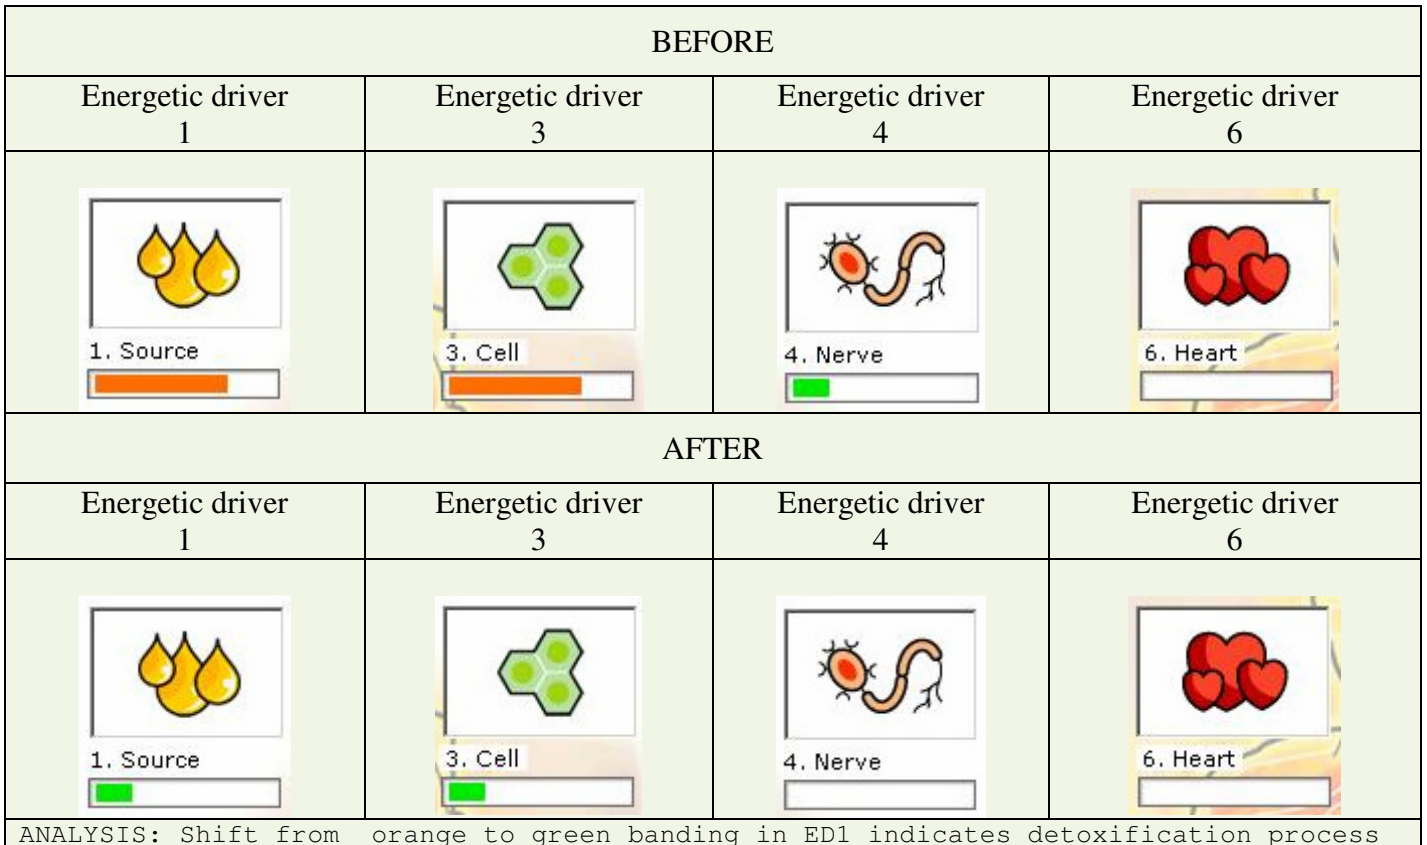 BEFORE
Energetic driver Energetic driver Energetic driver Energetic driver
1 3 4 6
1. Source 3. Cell 4. Nerve 6. Heart
AFTER
Energetic driver Energetic driver Energetic driver Energetic driver
1 3 4 6
1. Source 3. Cell 4. Nerve 6. Heart
ANALYSIS: Shift from  orange to green banding in ED1 indicates detoxification process